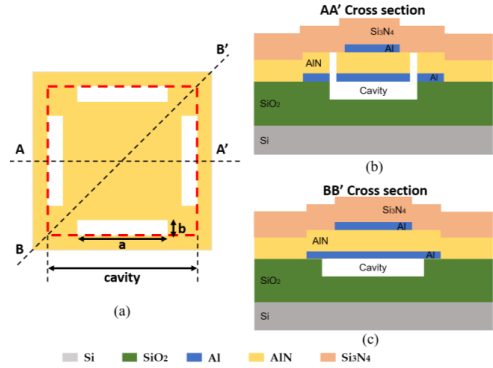 B'
A
A'
B
a
b
cavity
(a)
AA' Cross section
Si₃N₄
Al
AlN
Al
Cavity
SiO₂
Si
(b)
BB' Cross section
Si₃N₄
Al
AlN
Al
Cavity
SiO₂
Si
(c)
Si SiO₂ Al AlN Si₃N₄